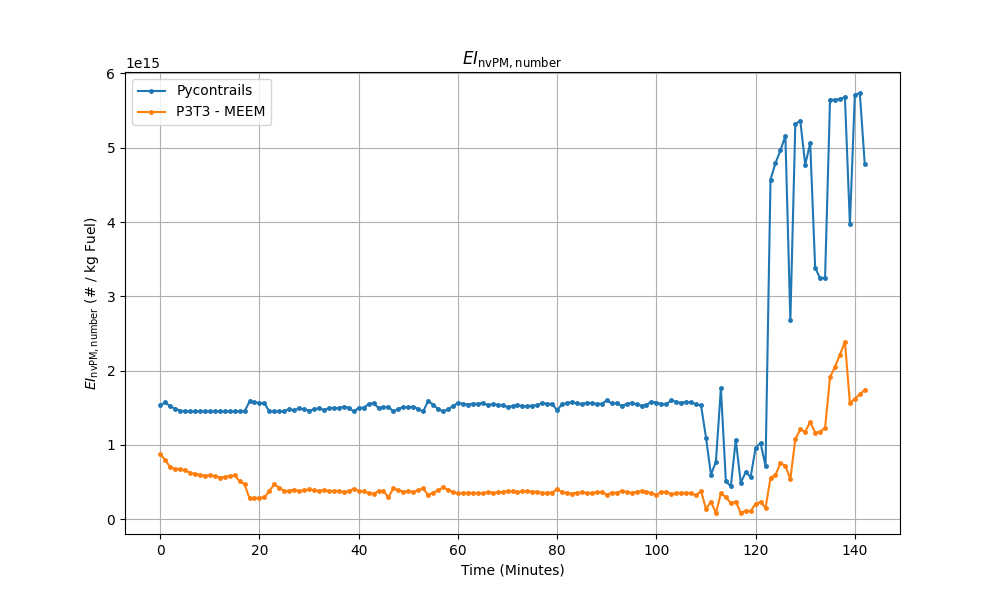 EI_nvPM, number
1e15
Pycontrails
P3T3 - MEEM
6
5
4
3
2
1
0
EI_nvPM, number (# / kg Fuel)
0 20 40 60 80 100 120 140
Time (Minutes)